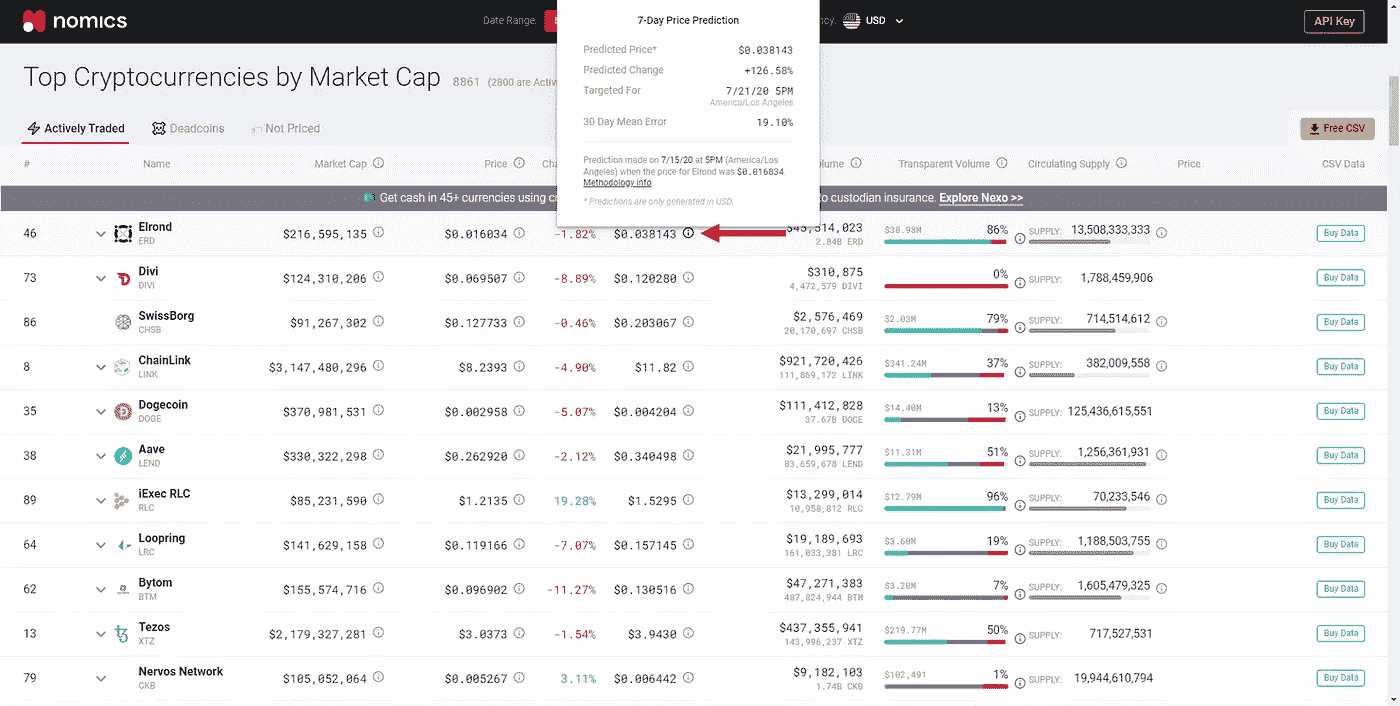 nomics
Date Range:
USD
API Key
7-Day Price Prediction
Predicted Price* $0.038143
Predicted Change +126.58%
Targeted For 7/21/20 5PM
America/Los Angeles
30 Day Mean Error 19.10%
Prediction made on 7/15/20 at 5PM (America/Los
Angeles) when the price for Elrond was $0.016834.
Methodology info.
* Predictions are only generated in USD.
Top Cryptocurrencies by Market Cap 8861 (2800 are
Actively Traded Deadcoins Not Priced
Free CSV
# Name Market Cap Price Transparent Volume Circulating Supply Price CSV Data
Get cash in 45+ currencies using to custodian insurance. Explore Nexo >>
46 Elrond $216,595,135 $0.016034 -1.82% $0.038143 $38.98M 86% SUPPLY: 13,508,333,333 Buy Data
ERD 2.84B ERD
73 Divi $124,310,206 $0.069507 -8.89% $0.120280 $310,875 0% SUPPLY: 1,788,459,906 Buy Data
DIVI 4,472,579 DIVI
86 SwissBorg $91,267,302 $0.127733 -0.46% $0.203067 $2,576,469 $2.03M 79% SUPPLY: 714,514,612 Buy Data
CHSB 20,170,697 CHSB
8 ChainLink $3,147,480,296 $8.2393 -4.90% $11.82 $921,720,426 $341.24M 37% SUPPLY: 382,009,558 Buy Data
LINK 111,869,172 LINK
35 Dogecoin $370,981,531 $0.002958 -5.07% $0.004204 $111,412,828 $14.40M 13% SUPPLY: 125,436,615,551 Buy Data
DOGE 37.67B DOGE
38 Aave $330,322,298 $0.262920 -2.12% $0.340498 $21,995,777 $11.31M 51% SUPPLY: 1,256,361,931 Buy Data
LEND 83,659,678 LEND
89 iExec RLC $85,231,590 $1.2135 19.28% $1.5295 $13,299,014 $12.79M 96% SUPPLY: 70,233,546 Buy Data
RLC 10,958,812 RLC
64 Loopring $141,629,158 $0.119166 -7.07% $0.157145 $19,189,693 $3.60M 19% SUPPLY: 1,188,503,755 Buy Data
LRC 161,033,381 LRC
62 Bytom $155,574,716 $0.096902 -11.27% $0.130516 $47,271,383 $3.20M 7% SUPPLY: 1,605,479,325 Buy Data
BTM 487,824,944 BTM
13 Tezos $2,179,327,281 $3.0373 -1.54% $3.9430 $437,355,941 $219.77M 50% SUPPLY: 717,527,531 Buy Data
XTZ 143,996,237 XTZ
79 Nervos Network $105,052,064 $0.005267 3.11% $0.006442 $9,182,103 $102,491 1% SUPPLY: 19,944,610,794 Buy Data
CKB 1.74B CKB